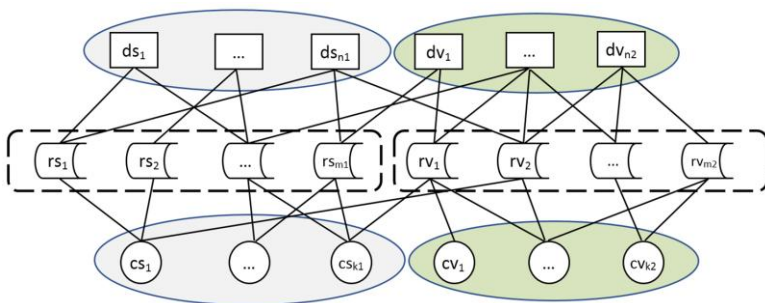 ds₁ ... dsₙ₁ dv₁ ... dvₙ₂
rs₁ rs₂ ... rsₘ₁ rv₁ rv₂ ... rvₘ₂
cs₁ ... csₖ₁ cv₁ ... cvₖ₂